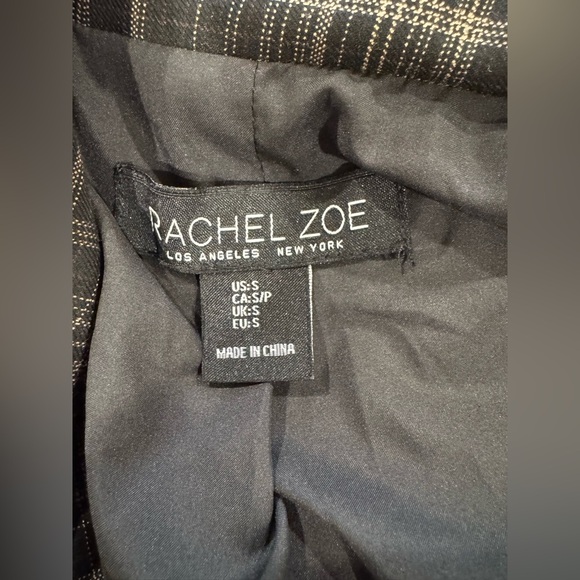 RACHEL ZOE
LOS ANGELES NEW YORK
US:S
CA:S/P
UK:S
EU:S
MADE IN CHINA